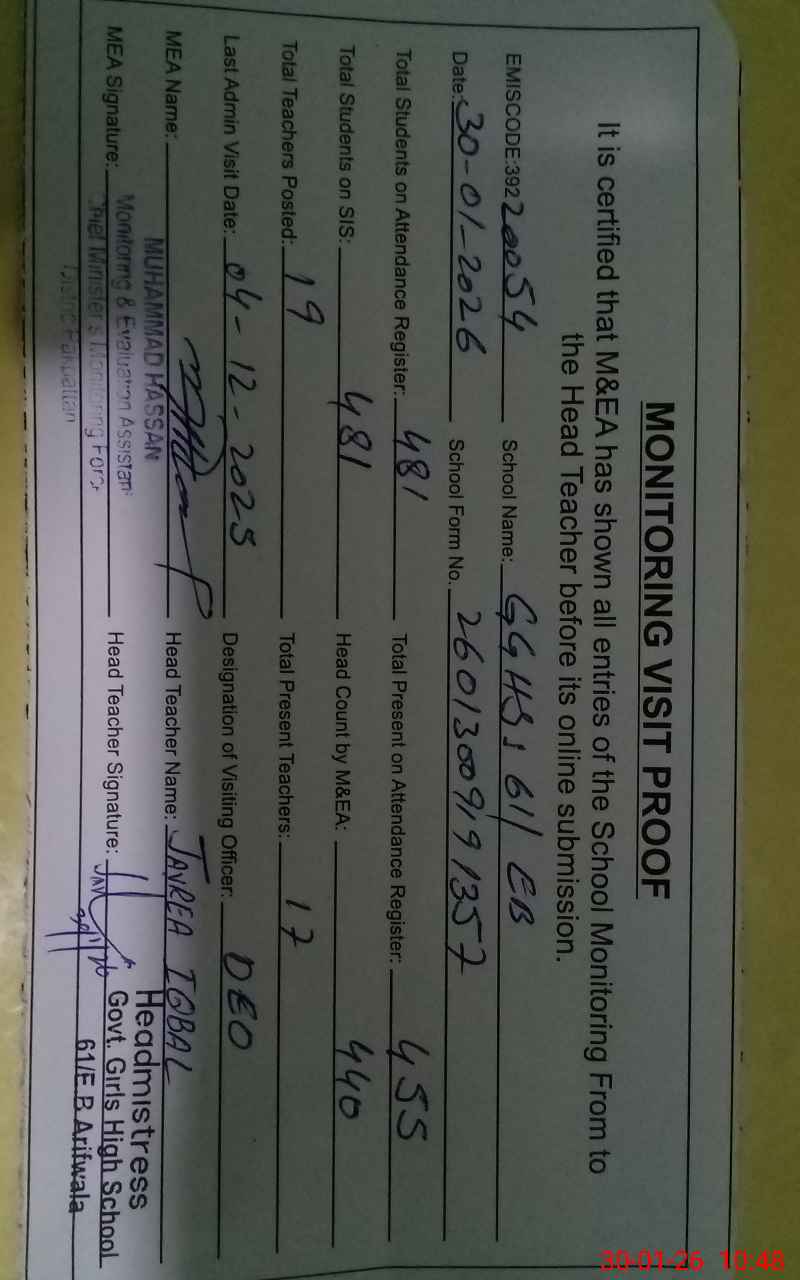 MONITORING VISIT PROOF
It is certified that M&EA has shown all entries of the School Monitoring From to
the Head Teacher before its online submission.
EMISCODE:39220054 School Name: GGHS: 61/EB
Date: 30-01-2026 School Form No. 26013009191357
Total Students on Attendance Register: 481 Total Present on Attendance Register: 455
Total Students on SIS: 481 Head Count by M&EA: 440
Total Teachers Posted: 19 Total Present Teachers: 17
Last Admin Visit Date: 04-12-2025 Designation of Visiting Officer: DEO
MEA Name: Head Teacher Name: JAVREA IQBAL
MUHAMMAD HASSAN Headmistress
Monitoring & Evaluation Assistant
MEA Signature: Head Teacher Signature: Govt. Girls High School
Chief Minister's Monitoring Force
District Pakpattan 61/E.B Arifwala
30-01-26 10:48